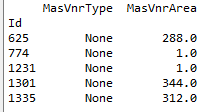 MasVnrType MasVnrArea
Id
625 None 288.0
774 None 1.0
1231 None 1.0
1301 None 344.0
1335 None 312.0